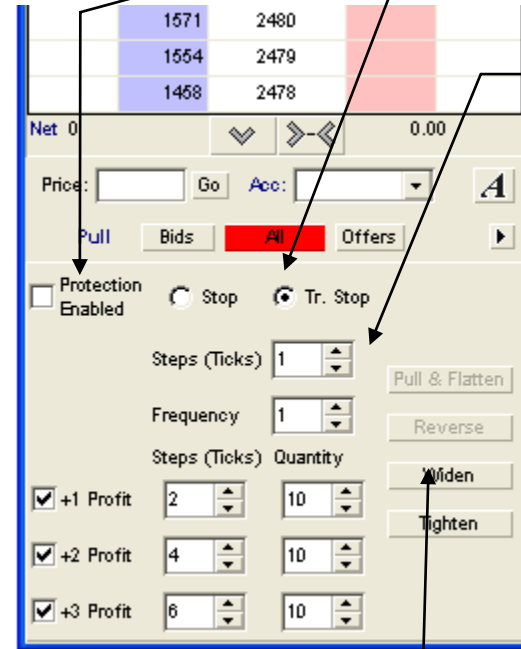 1571 2480
1554 2479
1458 2478
Net 0 0.00
Price: Go Acc: A
Pull Bids All Offers
Protection Enabled Stop Tr. Stop
Steps (Ticks) 1
Pull & Flatten
Frequency 1
Reverse
Steps (Ticks) Quantity
Widen
+1 Profit 2 10
Tighten
+2 Profit 4 10
+3 Profit 6 10